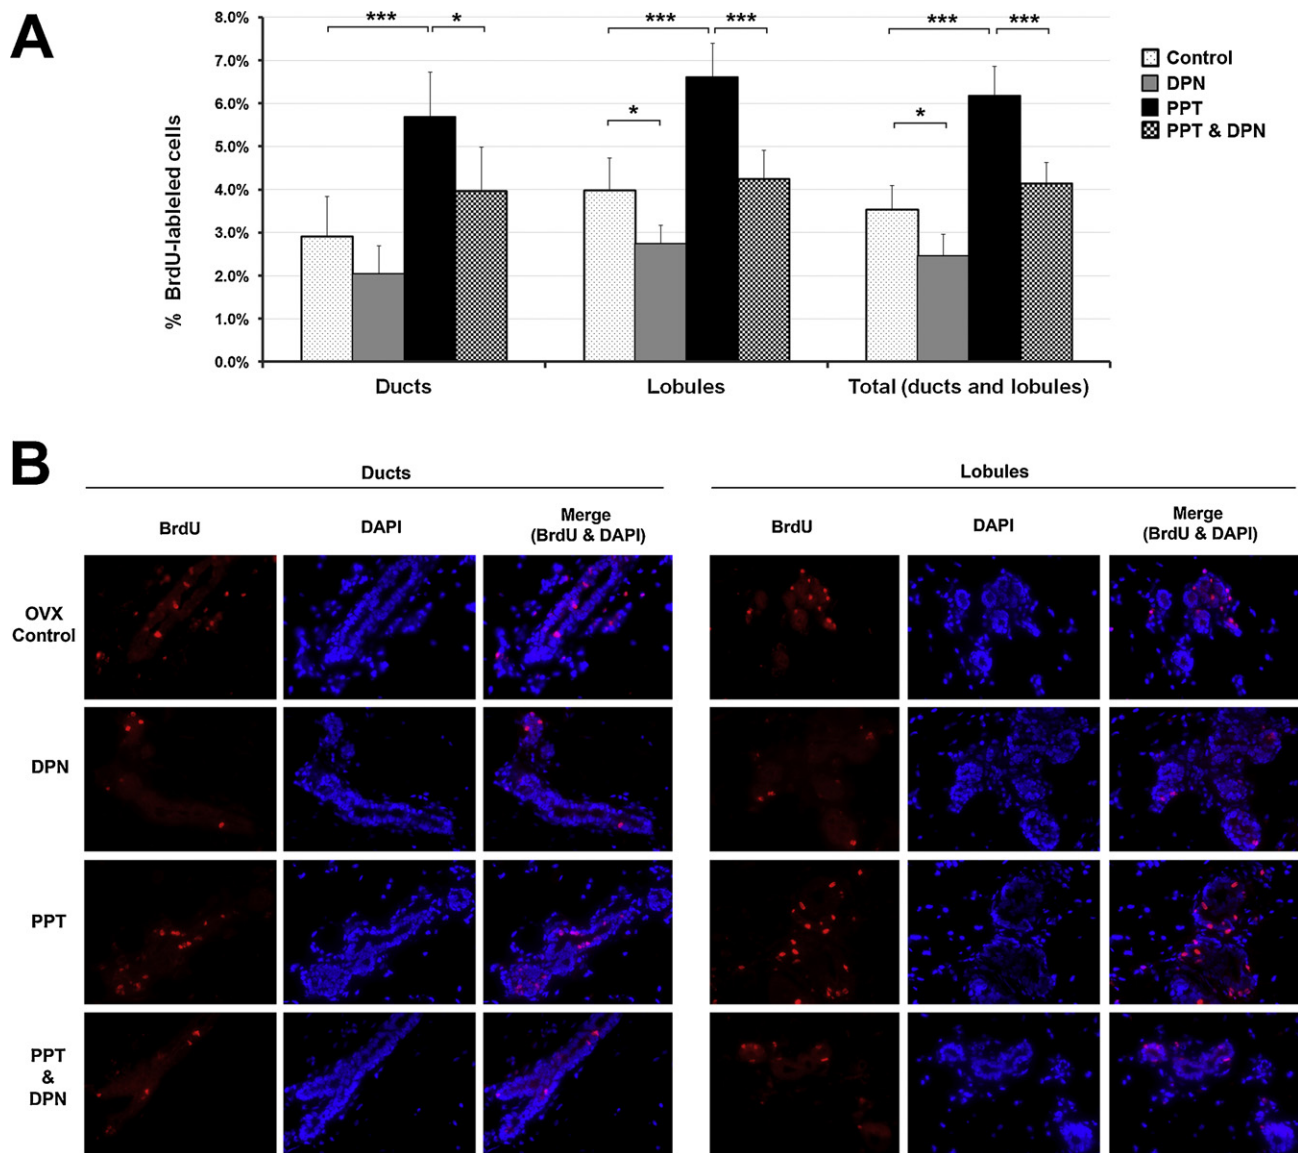 A
8.0%
7.0%
6.0%
5.0%
4.0%
3.0%
2.0%
1.0%
0.0%
% BrdU-lableled cells
*** *
*** ***
*** ***
*
*
Control
DPN
PPT
PPT & DPN
Ducts
Lobules
Total (ducts and lobules)
B
Ducts
Lobules
BrdU
DAPI
Merge
(BrdU & DAPI)
BrdU
DAPI
Merge
(BrdU & DAPI)
OVX
Control
DPN
PPT
PPT
&
DPN